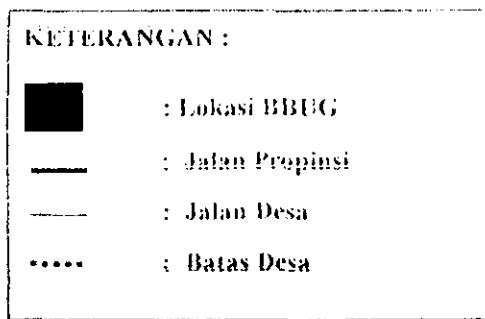 KETERANGAN :
: Lokasi BBUG
: Jalan Propinsi
: Jalan Desa
: Batas Desa